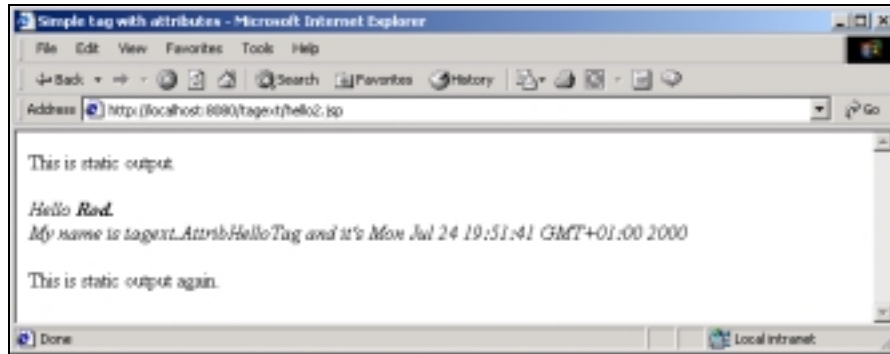 Simple tag with attributes - Microsoft Internet Explorer
File Edit View Favorites Tools Help
Back Search Favorites History
Address http://localhost:8080/tagext/hello2.jsp Go
This is static output.
Hello Rod.
My name is tagext.AttribHelloTag and it's Mon Jul 24 19:51:41 GMT+01:00 2000
This is static output again.
Done Local intranet